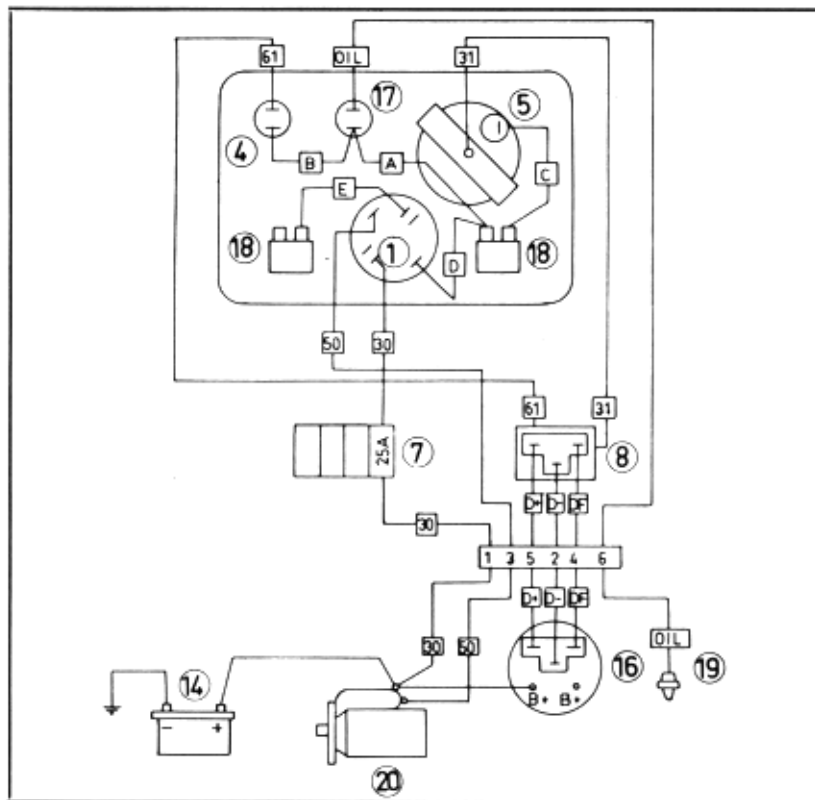 61 OIL 31
17 5
4 B A C
E
18 1 D 18
50 30
61 31
25A 7 8
D+ D- DF
30
1 3 5 2 4 6
D+ D- DF
30 50 OIL
14 16 19
- + B+ B+
20